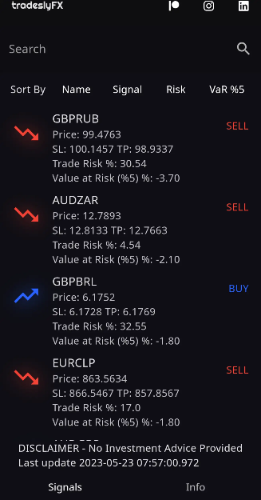 tradeslyFX
Search
Sort By Name Signal Risk VaR %5
GBPRUB
Price: 99.4763
SELL
SL: 100.1457 TP: 98.9337
Trade Risk %: 30.54
Value at Risk (%5) %: -3.70
AUDZAR
Price: 12.7893
SELL
SL: 12.8133 TP: 12.7663
Trade Risk %: 4.54
Value at Risk (%5) %: -2.10
GBPBRL
Price: 6.1752
BUY
SL: 6.1728 TP: 6.1769
Trade Risk %: 32.55
Value at Risk (%5) %: -1.80
EURCLP
Price: 863.5634
SELL
SL: 866.5467 TP: 857.8567
Trade Risk %: 17.0
Value at Risk (%5) %: -1.80
DISCLAIMER - No Investment Advice Provided
Last update 2023-05-23 07:57:00.972
Signals Info